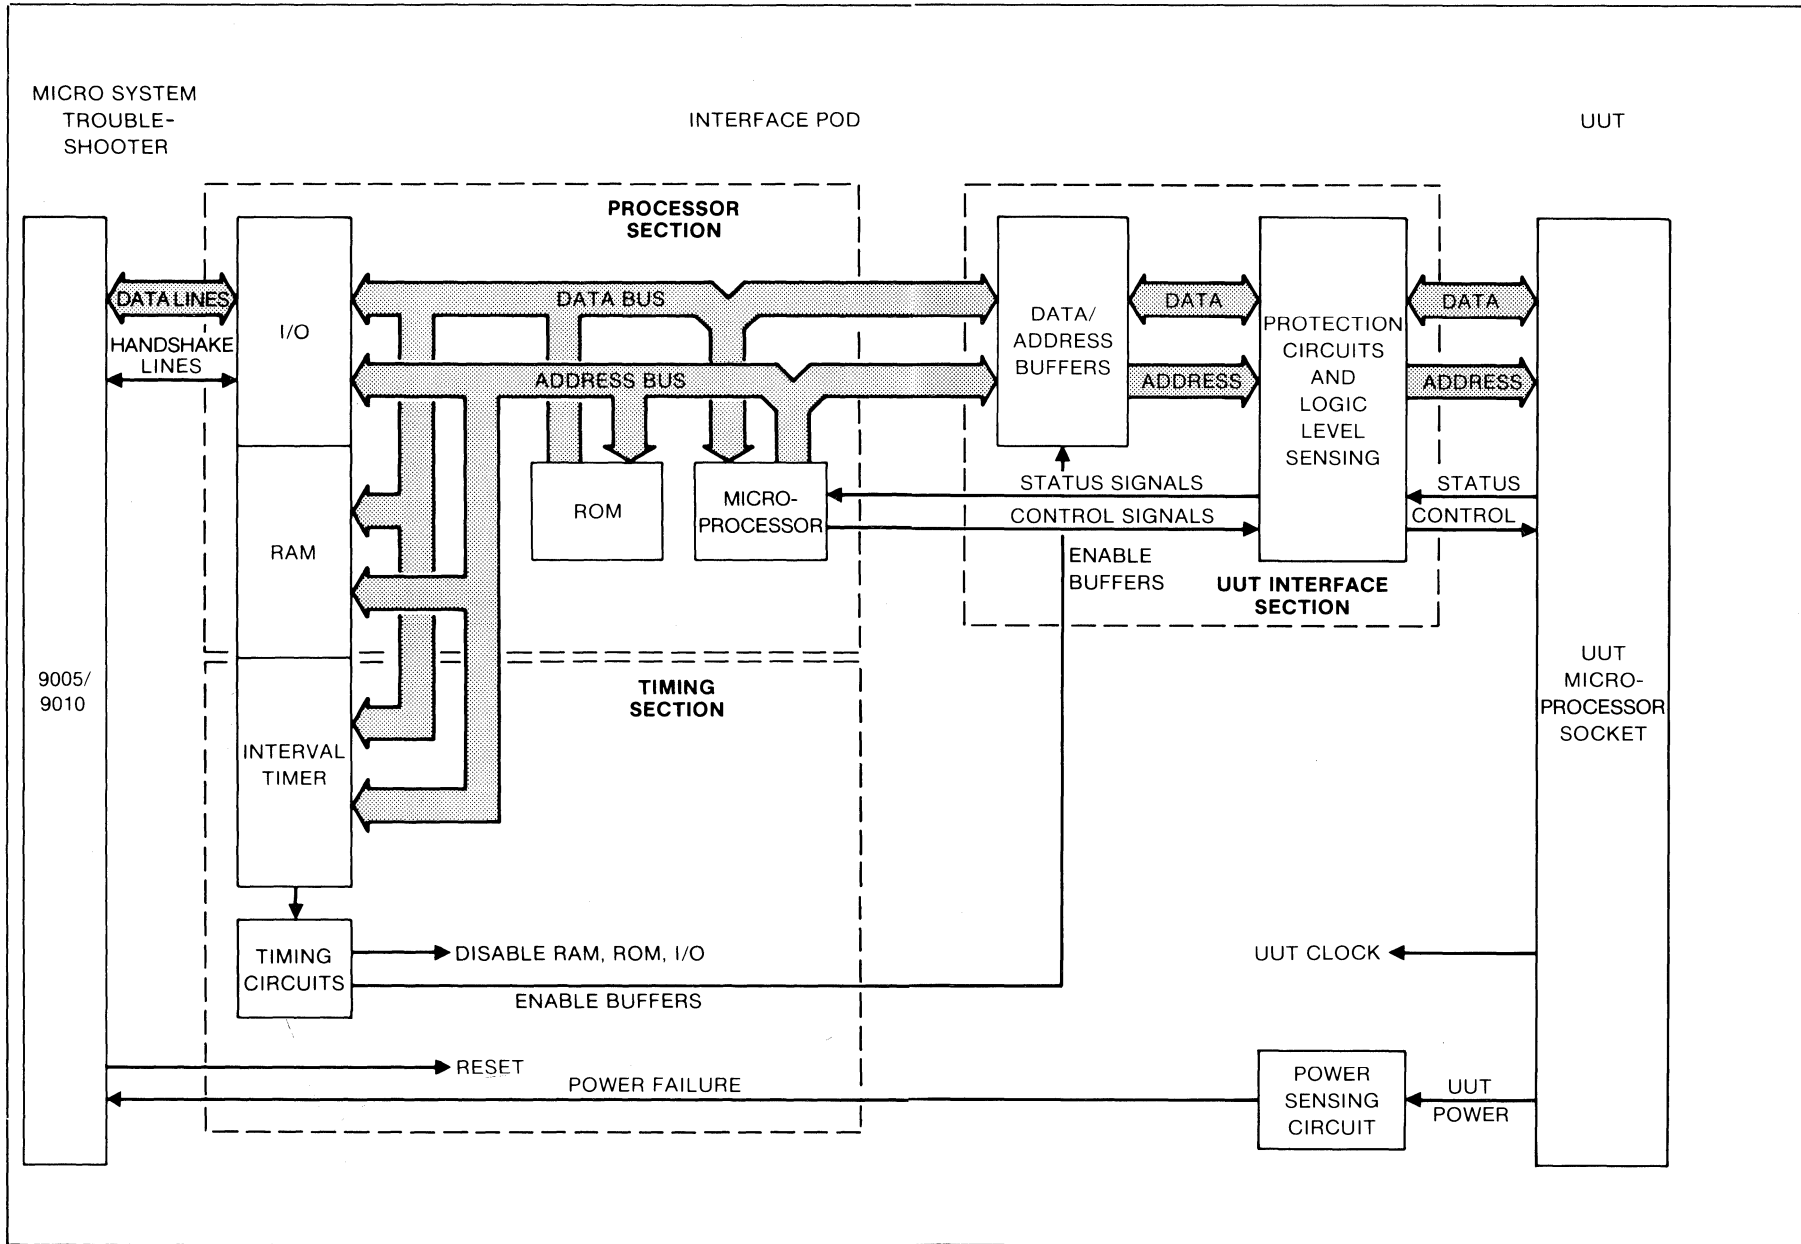 MICRO SYSTEM
TROUBLE-
SHOOTER
INTERFACE POD
UUT
PROCESSOR
SECTION
DATA LINES
HANDSHAKE
LINES
I/O
DATA BUS
ADDRESS BUS
DATA/
ADDRESS
BUFFERS
DATA
ADDRESS
PROTECTION
CIRCUITS
AND
LOGIC
LEVEL
SENSING
DATA
ADDRESS
RAM
ROM
MICRO-
PROCESSOR
STATUS SIGNALS
CONTROL SIGNALS
STATUS
CONTROL
ENABLE
BUFFERS
UUT INTERFACE
SECTION
9005/
9010
TIMING
SECTION
UUT
MICRO-
PROCESSOR
SOCKET
INTERVAL
TIMER
TIMING
CIRCUITS
DISABLE RAM, ROM, I/O
ENABLE BUFFERS
UUT CLOCK
RESET
POWER FAILURE
POWER
SENSING
CIRCUIT
UUT
POWER